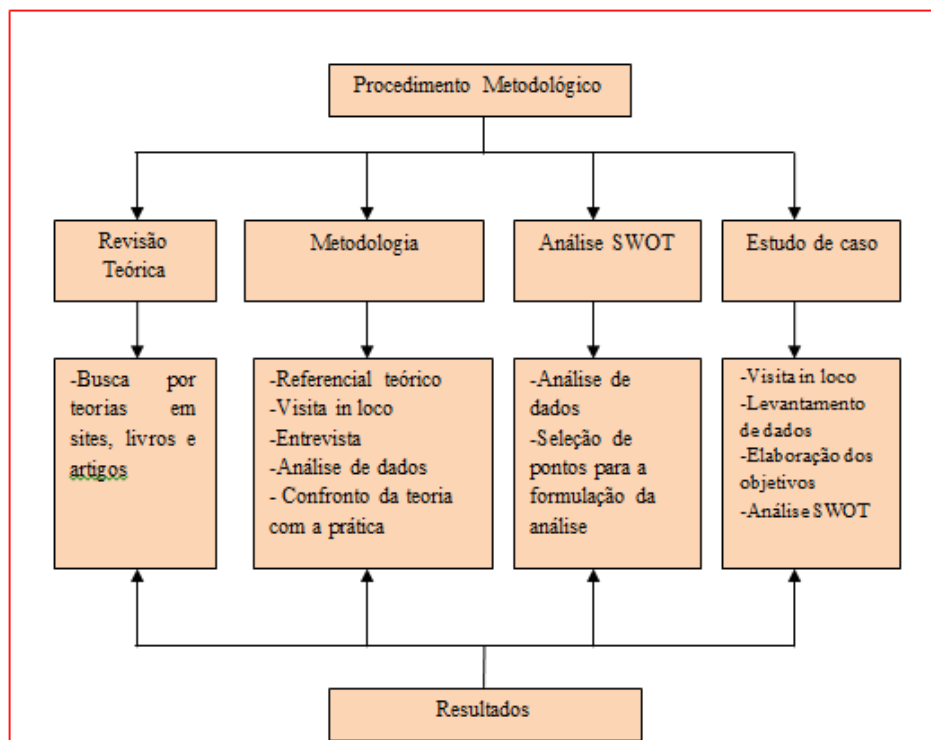 Procedimento Metodológico
Revisão
Teórica
Metodologia
Análise SWOT
Estudo de caso
-Busca por
teorias em
sites, livros e
artigos
-Referencial teórico
-Visita in loco
-Entrevista
-Análise de dados
- Confronto da teoria
com a prática
-Análise de
dados
-Seleção de
pontos para a
formulação da
análise
-Visita in loco
-Levantamento
de dados
-Elaboração dos
objetivos
-Análise SWOT
Resultados